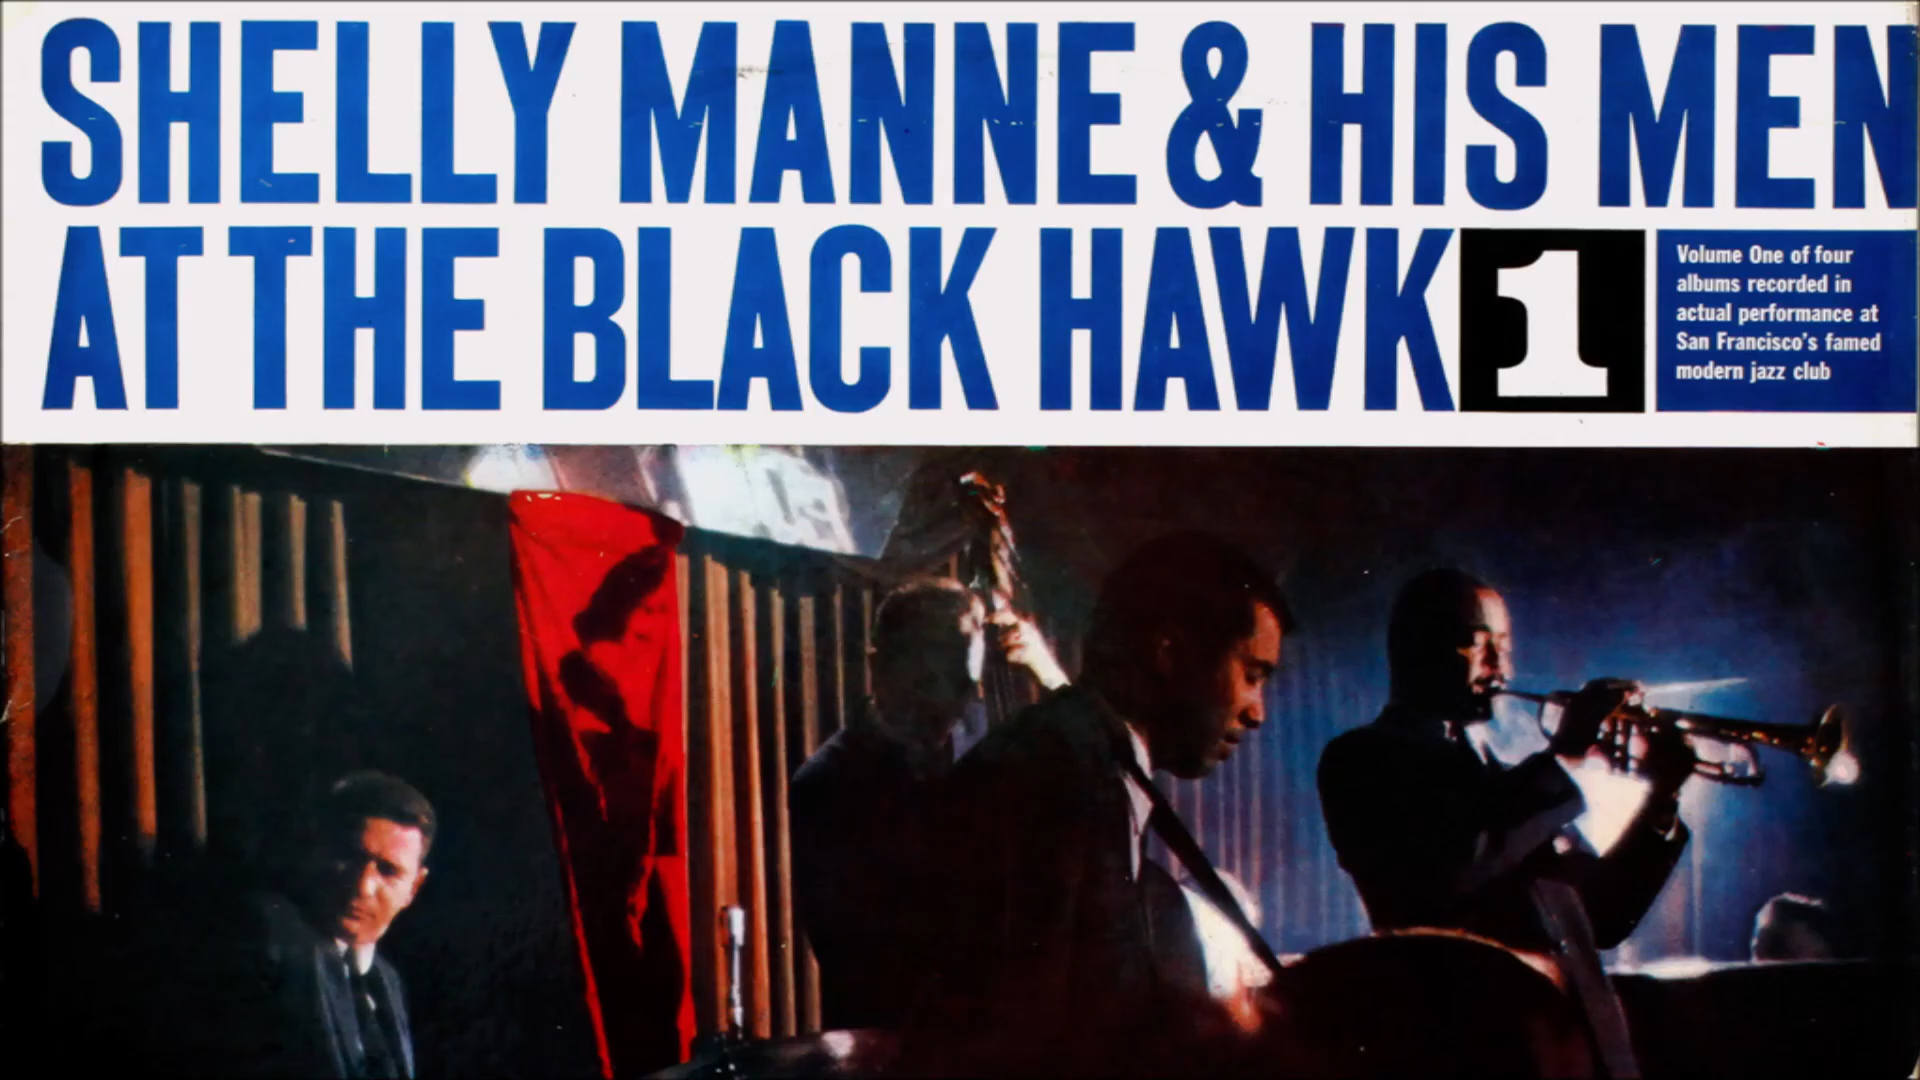 SHELLY MANNE & HIS MEN
AT THE BLACK HAWK 1
Volume One of four
albums recorded in
actual performance at
San Francisco's famed
modern jazz club